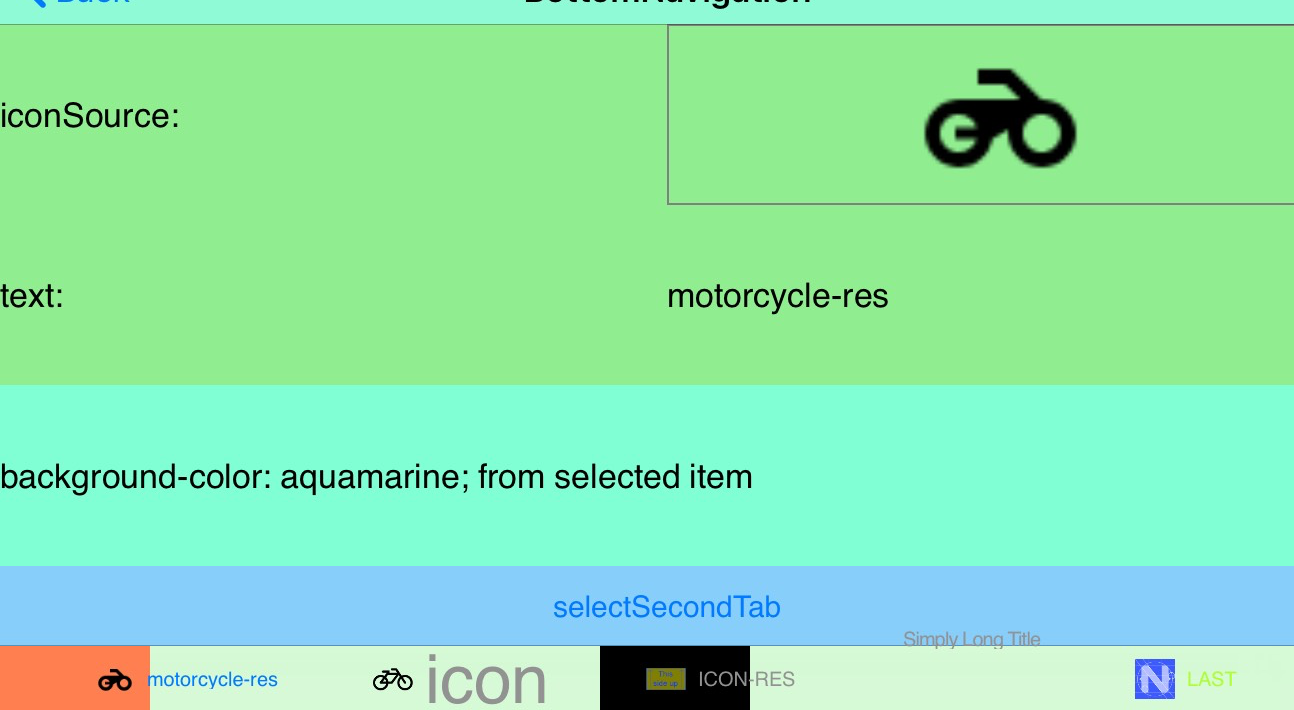 Back BottomNavigation
iconSource:
text: motorcycle-res
background-color: aquamarine; from selected item
selectSecondTab
Simply Long Title
motorcycle-res icon This side up ICON-RES N LAST